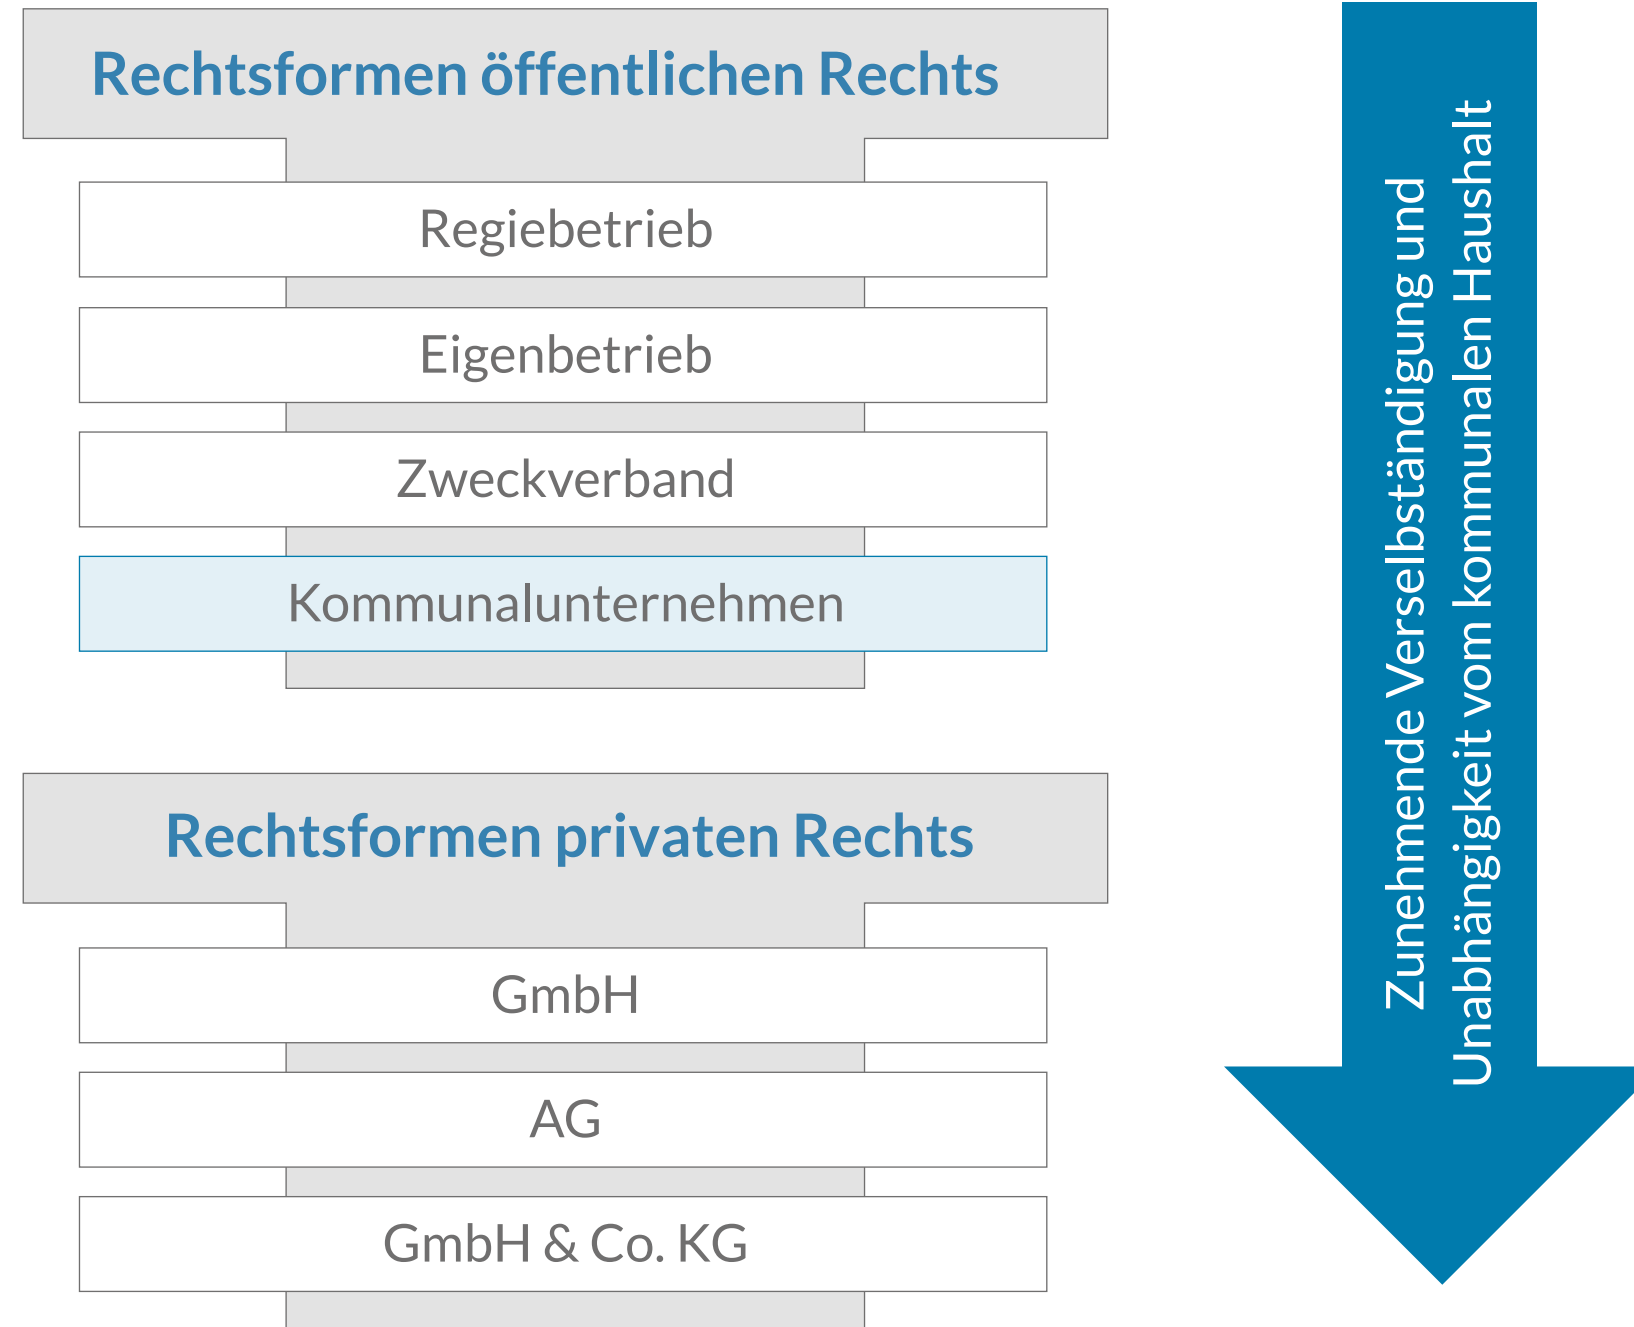 Rechtsformen öffentlichen Rechts
Regiebetrieb
Eigenbetrieb
Zweckverband
Kommunalunternehmen
Rechtsformen privaten Rechts
GmbH
AG
GmbH & Co. KG
Zunehmende Verselbständigung und
Unabhängigkeit vom kommunalen Haushalt